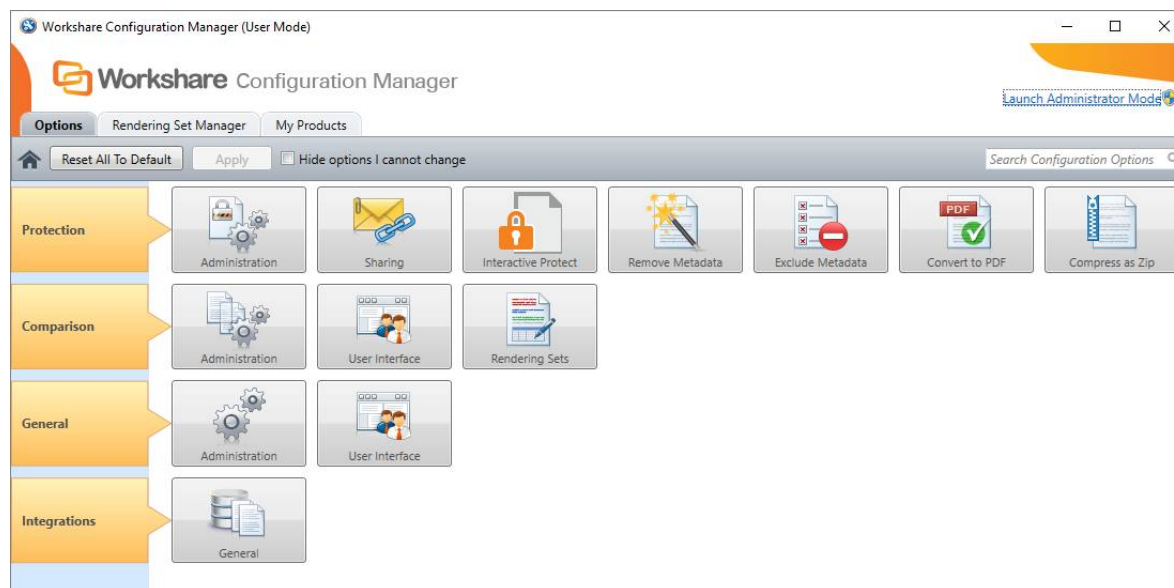 Workshare Configuration Manager (User Mode)
Workshare Configuration Manager
Launch Administrator Mode
Options Rendering Set Manager My Products
Reset All To Default Apply Hide options I cannot change Search Configuration Options
Protection
Administration Sharing Interactive Protect Remove Metadata Exclude Metadata Convert to PDF Compress as Zip
PDF
Comparison
Administration User Interface Rendering Sets
General
Administration User Interface
Integrations
General